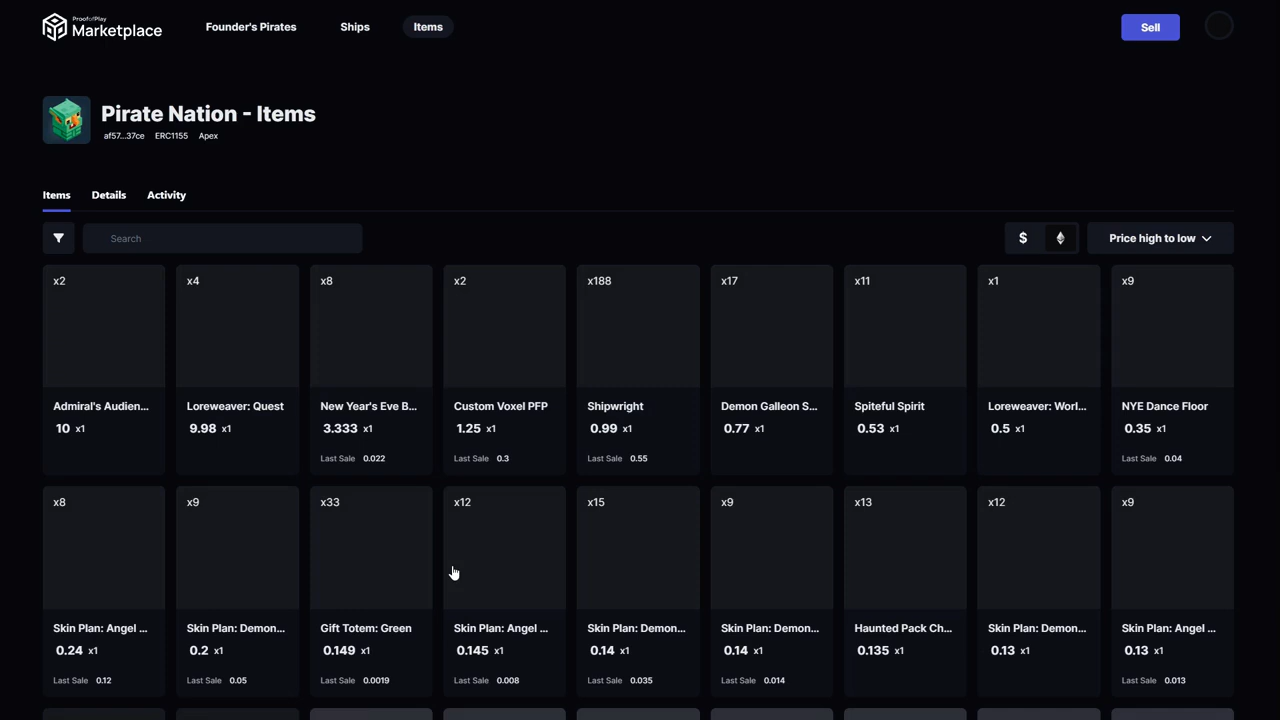 ProofofPlay
Marketplace
Founder's Pirates
Ships
Items
Sell
Pirate Nation - Items
af57...37ce ERC1155 Apex
Items Details Activity
Search
$
Price high to low
x2 x4 x8 x2 x188 x17 x11 x1 x9
Admiral's Audien... Loreweaver: Quest New Year's Eve B... Custom Voxel PFP Shipwright Demon Galleon S... Spiteful Spirit Loreweaver: Worl... NYE Dance Floor
10 x1 9.98 x1 3.333 x1 1.25 x1 0.99 x1 0.77 x1 0.53 x1 0.5 x1 0.35 x1
Last Sale 0.022 Last Sale 0.3 Last Sale 0.55 Last Sale 0.04
x8 x9 x33 x12 x15 x9 x13 x12 x9
Skin Plan: Angel ... Skin Plan: Demon... Gift Totem: Green Skin Plan: Angel ... Skin Plan: Demon... Skin Plan: Demon... Haunted Pack Ch... Skin Plan: Demon... Skin Plan: Angel ...
0.24 x1 0.2 x1 0.149 x1 0.145 x1 0.14 x1 0.14 x1 0.135 x1 0.13 x1 0.13 x1
Last Sale 0.12 Last Sale 0.05 Last Sale 0.0019 Last Sale 0.008 Last Sale 0.035 Last Sale 0.014 Last Sale 0.013